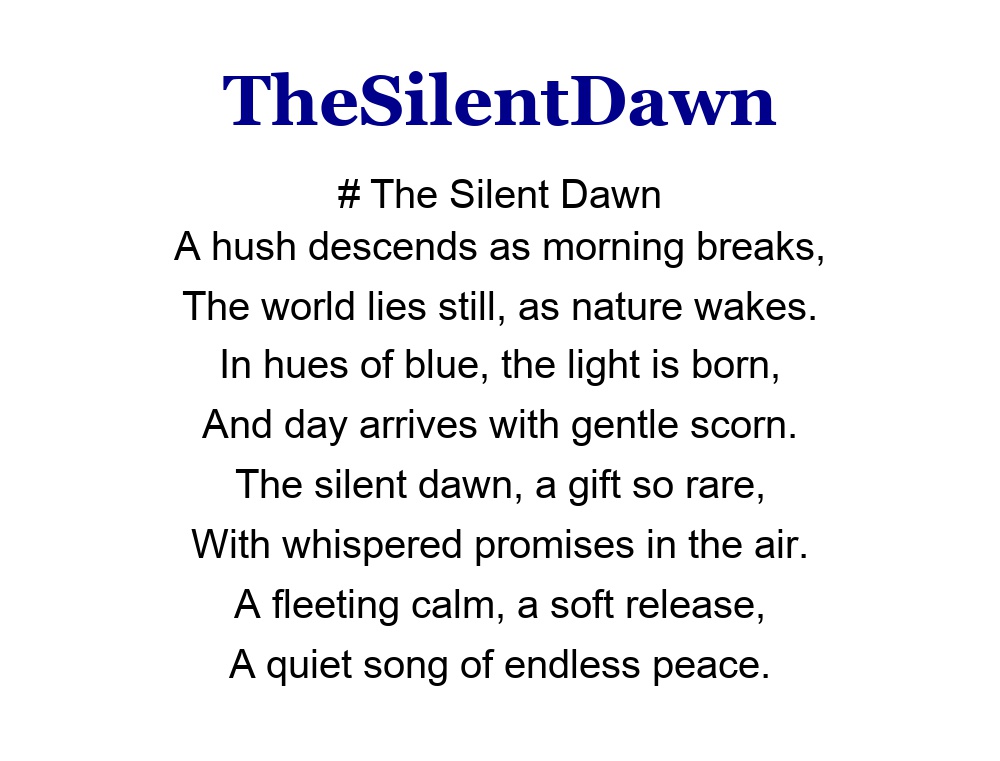 TheSilentDawn
# The Silent Dawn
A hush descends as morning breaks,
The world lies still, as nature wakes.
In hues of blue, the light is born,
And day arrives with gentle scorn.
The silent dawn, a gift so rare,
With whispered promises in the air.
A fleeting calm, a soft release,
A quiet song of endless peace.